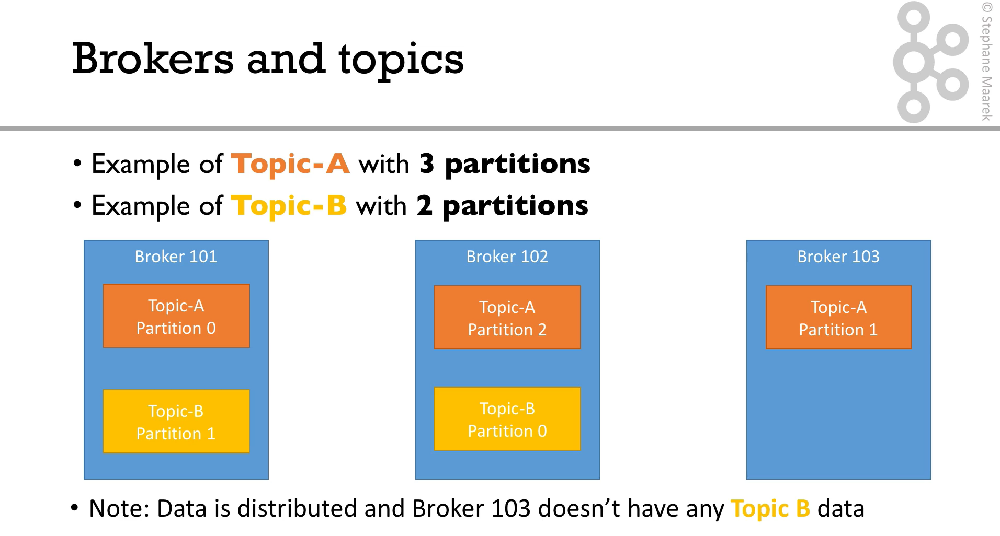 Brokers and topics
© Stephane Maarek
• Example of Topic-A with 3 partitions
• Example of Topic-B with 2 partitions
Broker 101
Topic-A
Partition 0
Topic-B
Partition 1
Broker 102
Topic-A
Partition 2
Topic-B
Partition 0
Broker 103
Topic-A
Partition 1
• Note: Data is distributed and Broker 103 doesn’t have any Topic B data